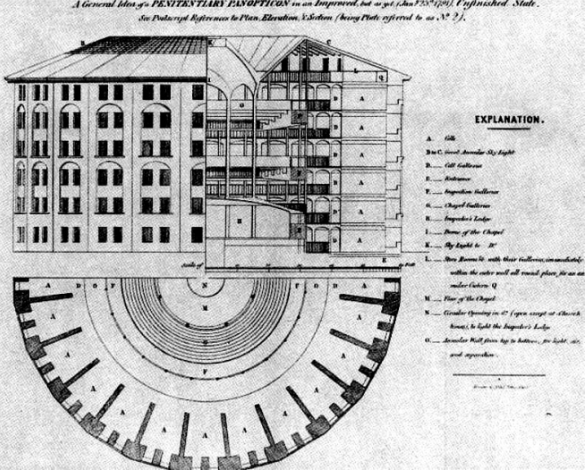 A General Idea of a PENITENTIARY PANOPTICON in an Improved, but as yet, (Jan.y 23.d 1791), Unfinished State.
See Postscript References to Plan, Elevation, & Section (being Plate referred to as No. 2).
EXPLANATION.
A. Cells
B to C. Great Annular Sky Light
D. Cell Galleries
E. Entrance
F. Inspection Galleries
G. Chapel Galleries
H. Inspector's Lodge
I. Dome of the Chapel
K. Sky Light to D.o
L. Store Rooms &c. with their Galleries; immediately
within the outer wall all round, place for an an
nular Cistern Q
M. Floor of the Chapel
N. Circular Opening in d.o (open except at Church
times), to light the Inspector's Lodge
O. Annular Wall from top to bottom, for light, air,
and separation.